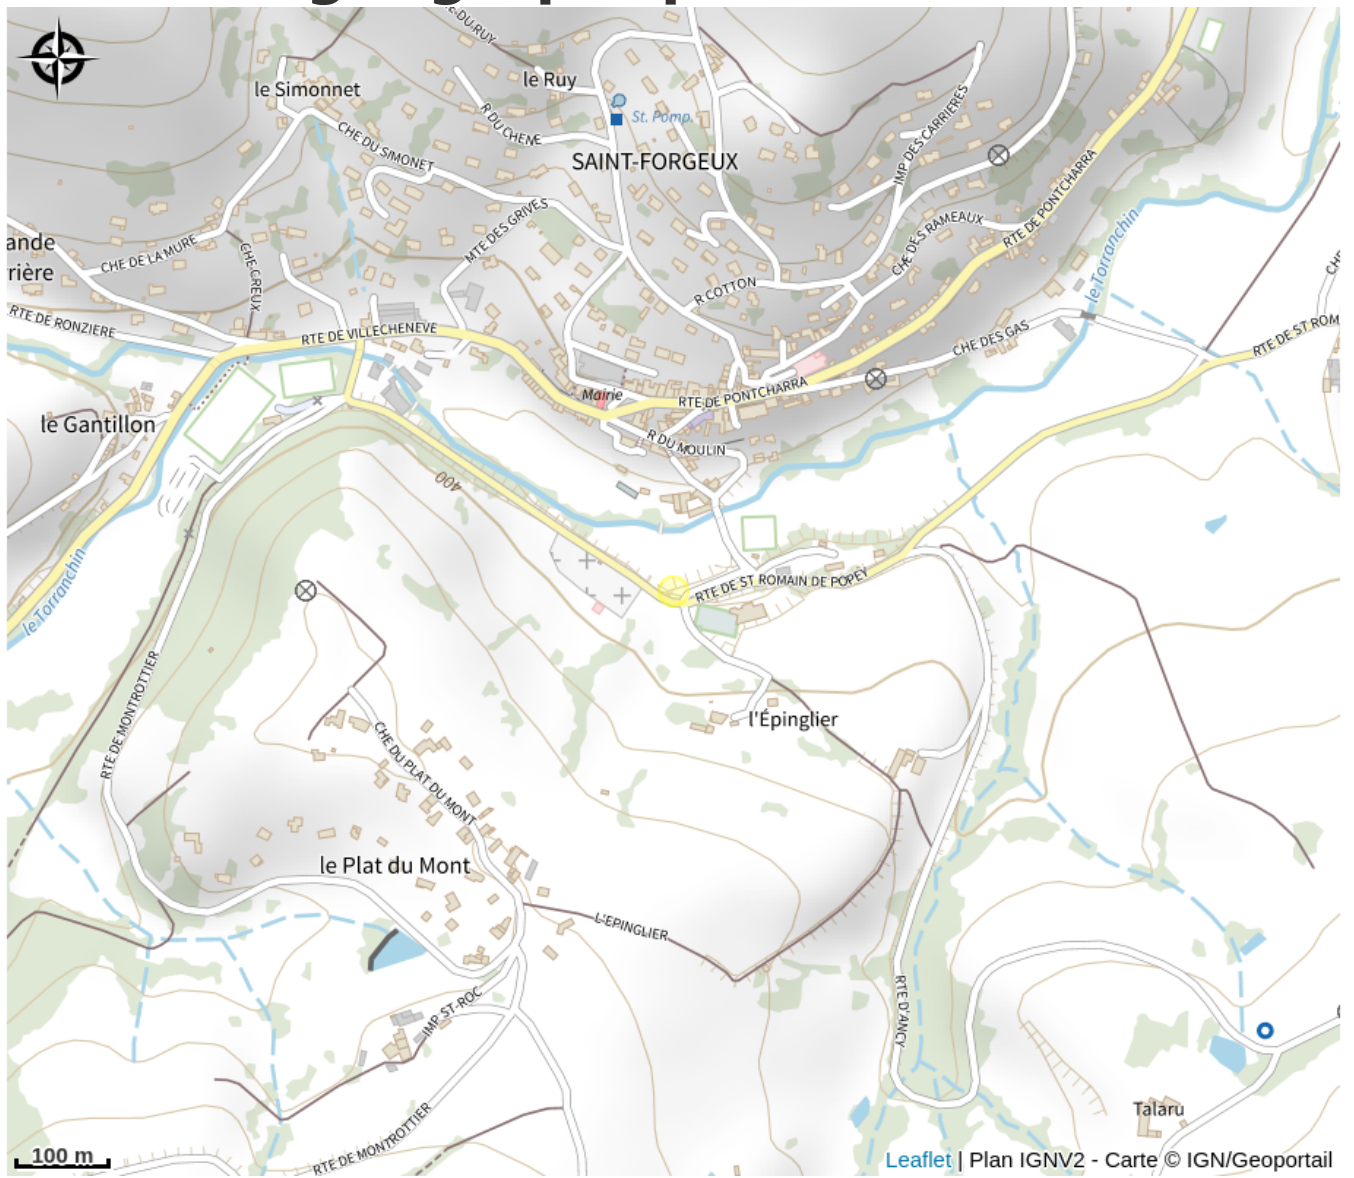 E-DU-RUY
le Ruy
le Simonnet
R DU CHENE
St. Pomp.
CHE DU SIMONET
SAINT-FORGEUX
IMP DES CARRIERES
RTE DE PONTCHARRA
MTE DES GRIVES
CHE DES RAMEAUX
le Torranchin
ande
rière
CHE DE LA MURE
CHE CREUX
R COTTON
CHE
RTE DE RONZIERE
RTE DE VILLECHENEVE
CHE DES GAS
RTE DE ST ROM
Mairie
RTE DE PONTCHARRA
le Gantillon
R DU MOULIN
400
RTE DE ST ROMAIN DE POPEY
le Torranchin
RTE DE MONTROTTIER
l'Épinglier
CHE DU PLAT DU MONT
le Plat du Mont
L'EPINGLIER
RTE D'ANCY
IMP ST-ROC
Talaru
RTE DE MONTROTTIER
100 m
Leaflet | Plan IGNV2 - Carte © IGN/Geoportail